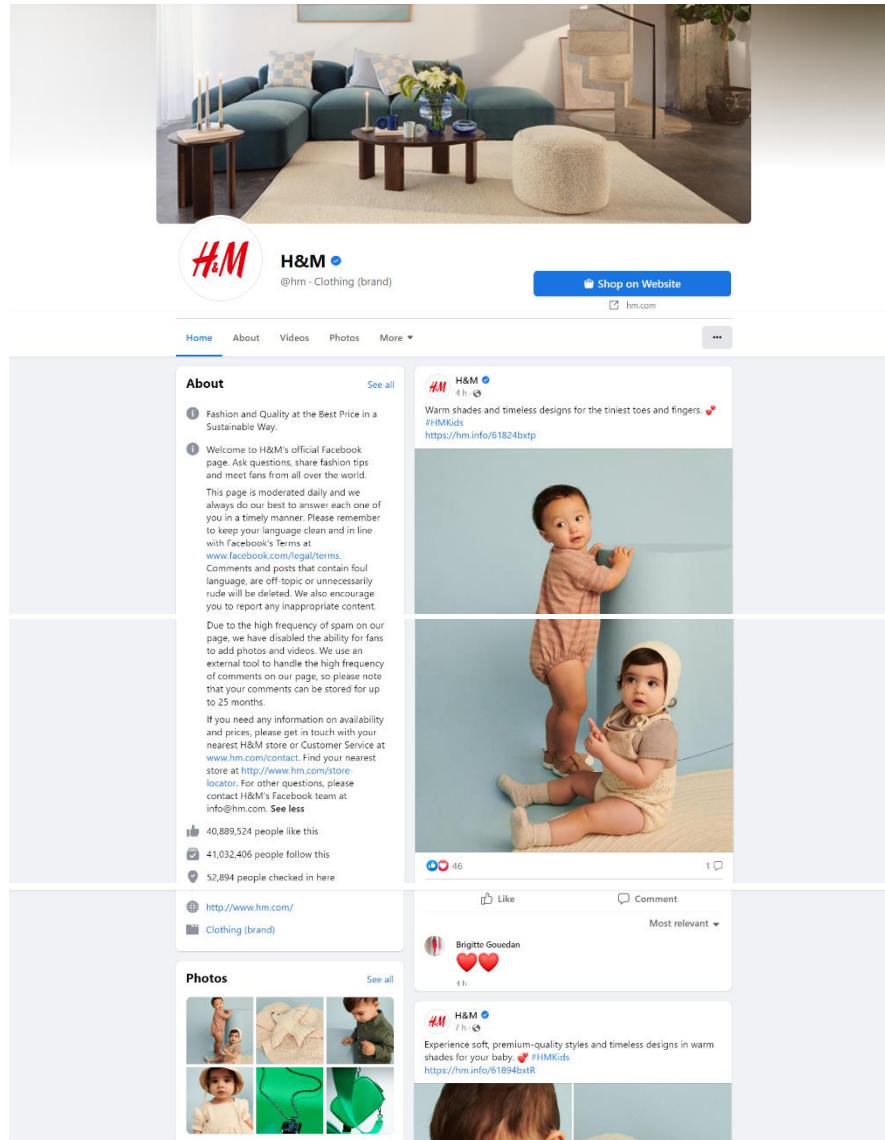 H&M
H&M
@hm · Clothing (brand)
Shop on Website
hm.com
Home
About
Videos
Photos
More
About
See all
Fashion and Quality at the Best Price in a
Sustainable Way.
Welcome to H&M's official Facebook
page. Ask questions, share fashion tips
and meet fans from all over the world.
This page is moderated daily and we
always do our best to answer each one of
you in a timely manner. Please remember
to keep your language clean and in line
with Facebook's Terms at
www.facebook.com/legal/terms.
Comments and posts that contain foul
language, are off-topic or unnecessarily
rude will be deleted. We also encourage
you to report any inappropriate content.
Due to the high frequency of spam on our
page, we have disabled the ability for fans
to add photos and videos. We use an
external tool to handle the high frequency
of comments on our page, so please note
that your comments can be stored for up
to 25 months.
If you need any information on availability
and prices, please get in touch with your
nearest H&M store or Customer Service at
www.hm.com/contact. Find your nearest
store at http://www.hm.com/store-
locator. For other questions, please
contact H&M's Facebook team at
info@hm.com. See less
40,889,524 people like this
41,032,406 people follow this
52,894 people checked in here
http://www.hm.com/
Clothing (brand)
Photos
See all
H&M
H&M
4 h ·
Warm shades and timeless designs for the tiniest toes and fingers. 💕
#HMKids
https://hm.info/61824bxtp
46
1
Like
Comment
Most relevant
Brigitte Gouedan
❤️❤️
4 h
H&M
H&M
7 h ·
Experience soft, premium-quality styles and timeless designs in warm
shades for your baby. 💕 #HMKids
https://hm.info/61894bxtR